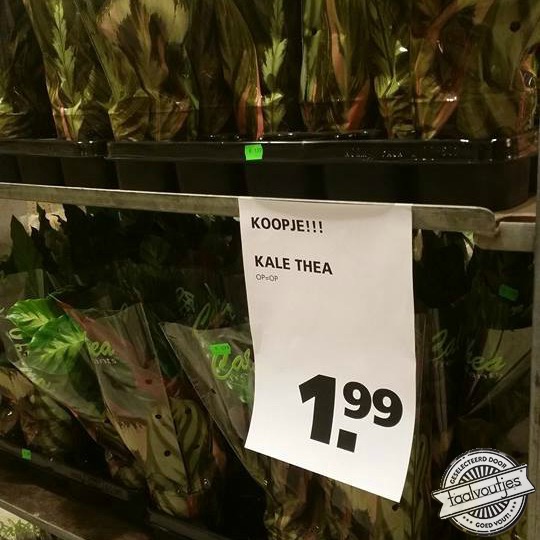 KOOPJE!!!
KALE THEA
OP=OP
1.99
GESELECTEERD DOOR
taalvoutjes
GOED VOUT!